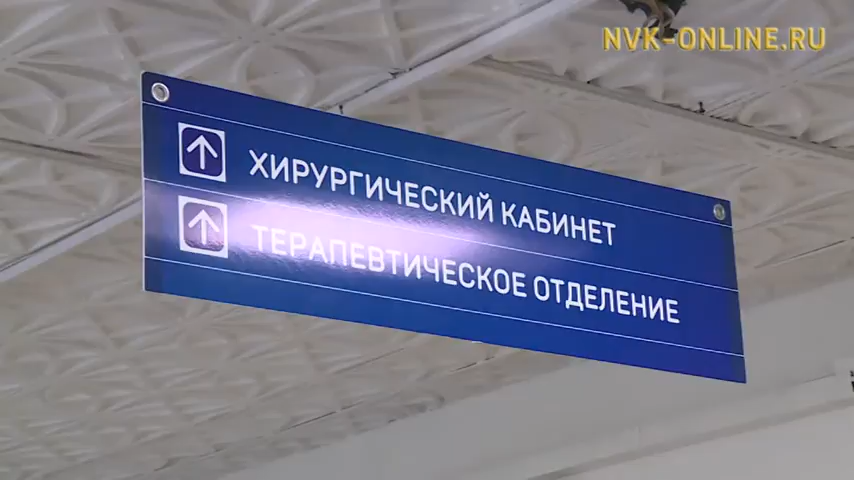 NVK-ONLINE.RU
ХИРУРГИЧЕСКИЙ КАБИНЕТ
ТЕРАПЕВТИЧЕСКОЕ ОТДЕЛЕНИЕ